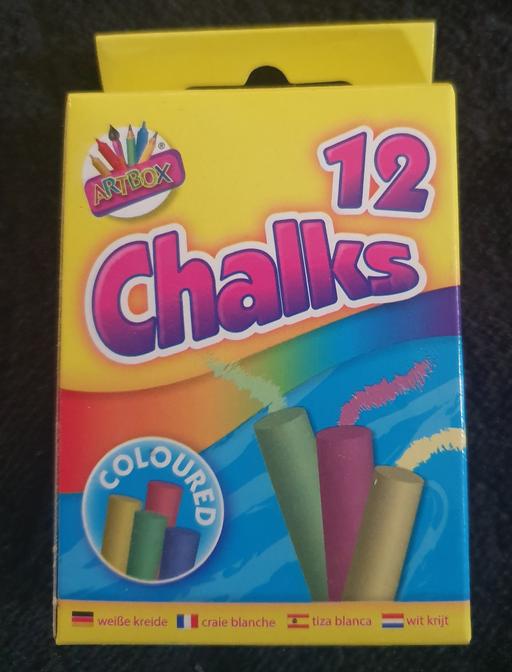 ARTBOX
®
12
Chalks
COLOURED
weiße kreide craie blanche tiza blanca wit krijt